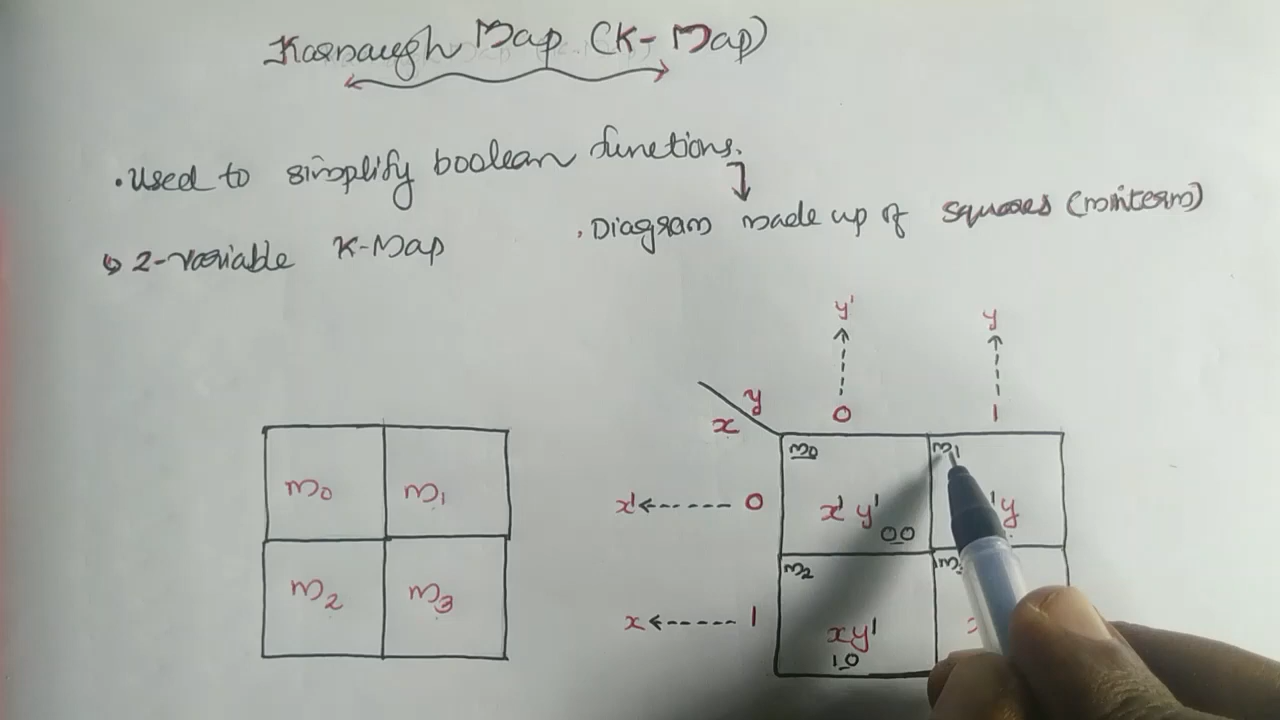 Karnaugh Map (K-Map)
. Used to simplify boolean functions.
. Diagram made up of squares (minterm)
2-variable K-Map
y' y
y 0 1
x
m0 m1
x' 0 x'y' 00 'y
m2
x 1 xy' 10
m0 m1
m2 m3